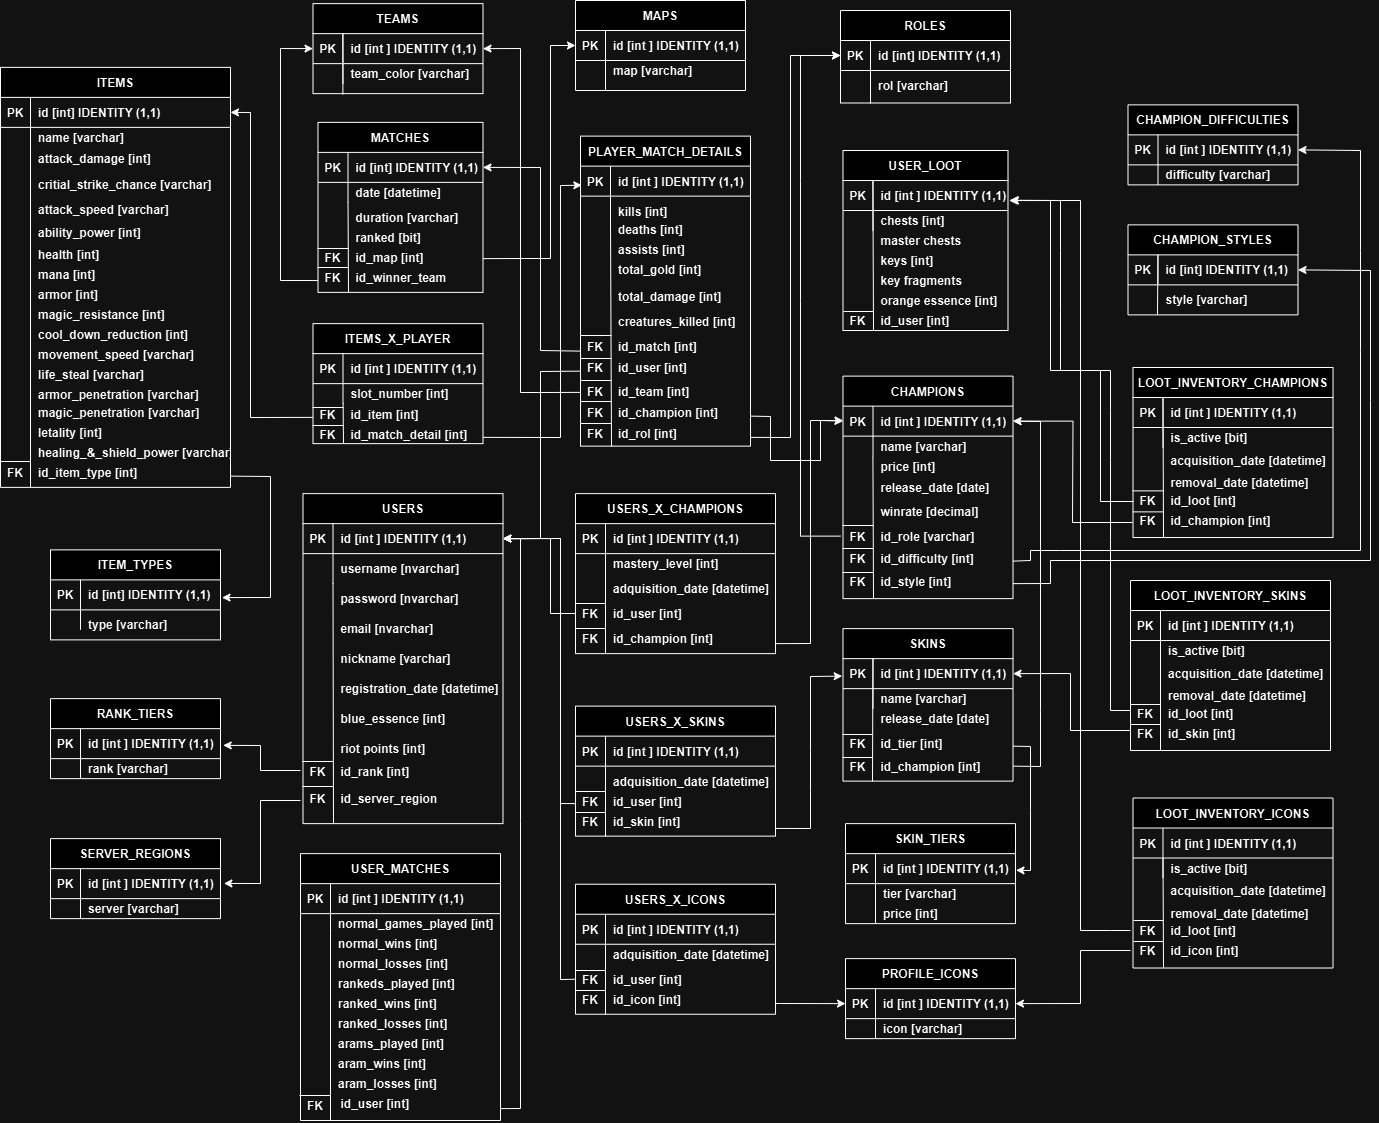 TEAMS
PK id [int ] IDENTITY (1,1)
team_color [varchar]
MAPS
PK id [int ] IDENTITY (1,1)
map [varchar]
ROLES
PK id [int] IDENTITY (1,1)
rol [varchar]
ITEMS
PK id [int] IDENTITY (1,1)
name [varchar]
attack_damage [int]
critial_strike_chance [varchar]
attack_speed [varchar]
ability_power [int]
health [int]
mana [int]
armor [int]
magic_resistance [int]
cool_down_reduction [int]
movement_speed [varchar]
life_steal [varchar]
armor_penetration [varchar]
magic_penetration [varchar]
letality [int]
healing_&_shield_power [varchar
FK id_item_type [int]
MATCHES
PK id [int] IDENTITY (1,1)
date [datetime]
duration [varchar]
ranked [bit]
FK id_map [int]
FK id_winner_team
PLAYER_MATCH_DETAILS
PK id [int ] IDENTITY (1,1)
kills [int]
deaths [int]
assists [int]
total_gold [int]
total_damage [int]
creatures_killed [int]
FK id_match [int]
FK id_user [int]
FK id_team [int]
FK id_champion [int]
FK id_rol [int]
USER_LOOT
PK id [int ] IDENTITY (1,1)
chests [int]
master chests
keys [int]
key fragments
orange essence [int]
FK id_user [int]
CHAMPION_DIFFICULTIES
PK id [int ] IDENTITY (1,1)
difficulty [varchar]
CHAMPION_STYLES
PK id [int] IDENTITY (1,1)
style [varchar]
ITEMS_X_PLAYER
PK id [int ] IDENTITY (1,1)
slot_number [int]
FK id_item [int]
FK id_match_detail [int]
CHAMPIONS
PK id [int ] IDENTITY (1,1)
name [varchar]
price [int]
release_date [date]
winrate [decimal]
FK id_role [varchar]
FK id_difficulty [int]
FK id_style [int]
LOOT_INVENTORY_CHAMPIONS
PK id [int ] IDENTITY (1,1)
is_active [bit]
acquisition_date [datetime]
removal_date [datetime]
FK id_loot [int]
FK id_champion [int]
USERS
PK id [int ] IDENTITY (1,1)
username [nvarchar]
password [nvarchar]
email [nvarchar]
nickname [varchar]
registration_date [datetime]
blue_essence [int]
riot points [int]
FK id_rank [int]
FK id_server_region
USERS_X_CHAMPIONS
PK id [int ] IDENTITY (1,1)
mastery_level [int]
adquisition_date [datetime]
FK id_user [int]
FK id_champion [int]
ITEM_TYPES
PK id [int] IDENTITY (1,1)
type [varchar]
LOOT_INVENTORY_SKINS
PK id [int ] IDENTITY (1,1)
is_active [bit]
acquisition_date [datetime]
removal_date [datetime]
FK id_loot [int]
FK id_skin [int]
SKINS
PK id [int ] IDENTITY (1,1)
name [varchar]
release_date [date]
FK id_tier [int]
FK id_champion [int]
RANK_TIERS
PK id [int ] IDENTITY (1,1)
rank [varchar]
USERS_X_SKINS
PK id [int ] IDENTITY (1,1)
adquisition_date [datetime]
FK id_user [int]
FK id_skin [int]
SERVER_REGIONS
PK id [int ] IDENTITY (1,1)
server [varchar]
USER_MATCHES
PK id [int ] IDENTITY (1,1)
normal_games_played [int]
normal_wins [int]
normal_losses [int]
rankeds_played [int]
ranked_wins [int]
ranked_losses [int]
arams_played [int]
aram_wins [int]
aram_losses [int]
FK id_user [int]
USERS_X_ICONS
PK id [int ] IDENTITY (1,1)
adquisition_date [datetime]
FK id_user [int]
FK id_icon [int]
SKIN_TIERS
PK id [int ] IDENTITY (1,1)
tier [varchar]
price [int]
LOOT_INVENTORY_ICONS
PK id [int ] IDENTITY (1,1)
is_active [bit]
acquisition_date [datetime]
removal_date [datetime]
FK id_loot [int]
FK id_icon [int]
PROFILE_ICONS
PK id [int ] IDENTITY (1,1)
icon [varchar]